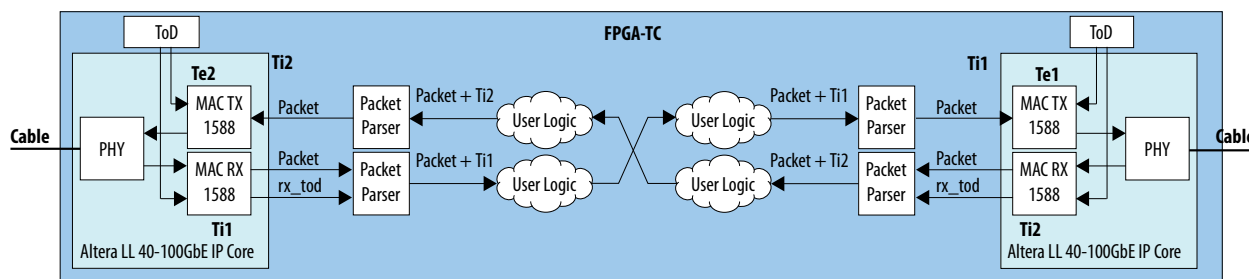 FPGA-TC
ToD
ToD
Ti2
Ti1
Te2
Te1
MAC TX
1588
Packet
Packet
Parser
Packet + Ti2
User Logic
User Logic
Packet + Ti1
Packet
Parser
Packet
MAC TX
1588
Cable
PHY
PHY
Cable
MAC RX
1588
Packet
rx_tod
Packet
Parser
Packet + Ti1
User Logic
User Logic
Packet + Ti2
Packet
Parser
Packet
rx_tod
MAC RX
1588
Ti1
Ti2
Altera LL 40-100GbE IP Core
Altera LL 40-100GbE IP Core